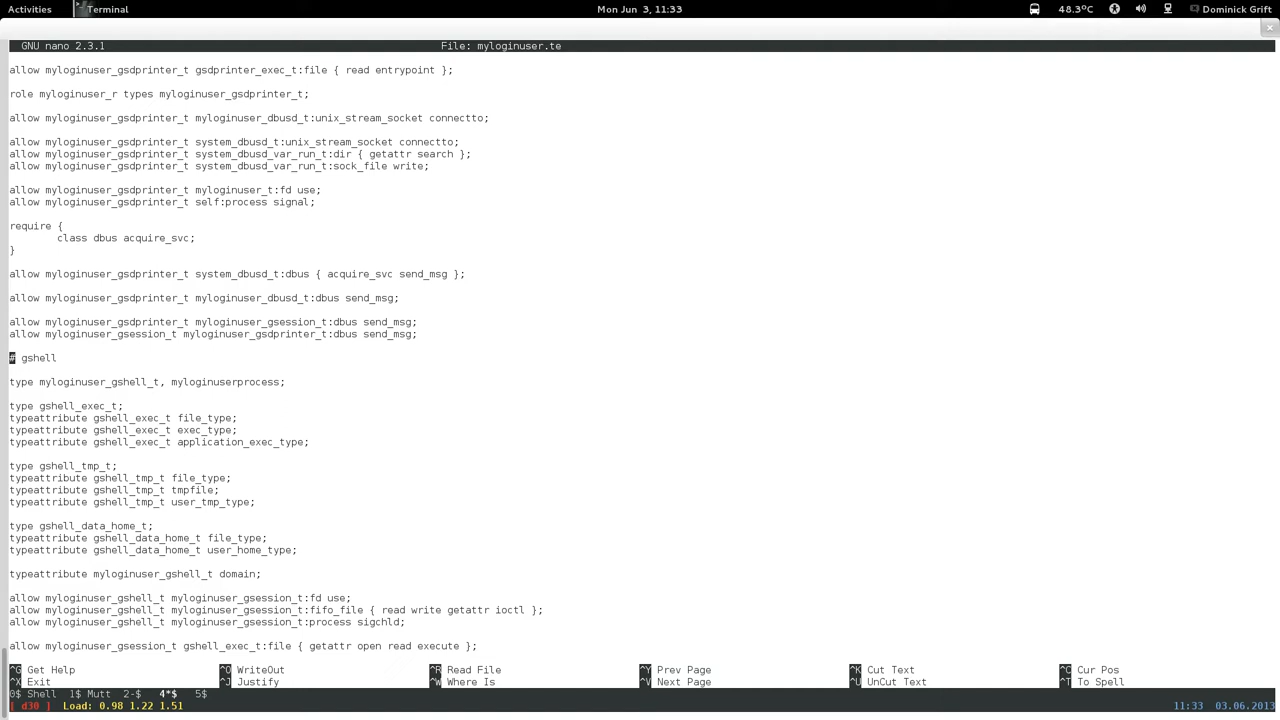 Activities Terminal Mon Jun 3, 11:33 48.3°C Dominick Grift
GNU nano 2.3.1 File: myloginuser.te
allow myloginuser_gsdprinter_t gsdprinter_exec_t:file { read entrypoint };
role myloginuser_r types myloginuser_gsdprinter_t;
allow myloginuser_gsdprinter_t myloginuser_dbusd_t:unix_stream_socket connectto;
allow myloginuser_gsdprinter_t system_dbusd_t:unix_stream_socket connectto;
allow myloginuser_gsdprinter_t system_dbusd_var_run_t:dir { getattr search };
allow myloginuser_gsdprinter_t system_dbusd_var_run_t:sock_file write;
allow myloginuser_gsdprinter_t myloginuser_t:fd use;
allow myloginuser_gsdprinter_t self:process signal;
require {
class dbus acquire_svc;
}
allow myloginuser_gsdprinter_t system_dbusd_t:dbus { acquire_svc send_msg };
allow myloginuser_gsdprinter_t myloginuser_dbusd_t:dbus send_msg;
allow myloginuser_gsdprinter_t myloginuser_gsession_t:dbus send_msg;
allow myloginuser_gsession_t myloginuser_gsdprinter_t:dbus send_msg;
# gshell
type myloginuser_gshell_t, myloginuserprocess;
type gshell_exec_t;
typeattribute gshell_exec_t file_type;
typeattribute gshell_exec_t exec_type;
typeattribute gshell_exec_t application_exec_type;
type gshell_tmp_t;
typeattribute gshell_tmp_t file_type;
typeattribute gshell_tmp_t tmpfile;
typeattribute gshell_tmp_t user_tmp_type;
type gshell_data_home_t;
typeattribute gshell_data_home_t file_type;
typeattribute gshell_data_home_t user_home_type;
typeattribute myloginuser_gshell_t domain;
allow myloginuser_gshell_t myloginuser_gsession_t:fd use;
allow myloginuser_gshell_t myloginuser_gsession_t:fifo_file { read write getattr ioctl };
allow myloginuser_gshell_t myloginuser_gsession_t:process sigchld;
allow myloginuser_gsession_t gshell_exec_t:file { getattr open read execute };
^G Get Help ^O WriteOut ^R Read File ^Y Prev Page ^K Cut Text ^C Cur Pos
^X Exit ^J Justify ^W Where Is ^V Next Page ^U UnCut Text ^T To Spell
0$ Shell 1$ Mutt 2-$ 4*$ 5$
[ d30 ] Load: 0.98 1.22 1.51 11:33 03.06.2013